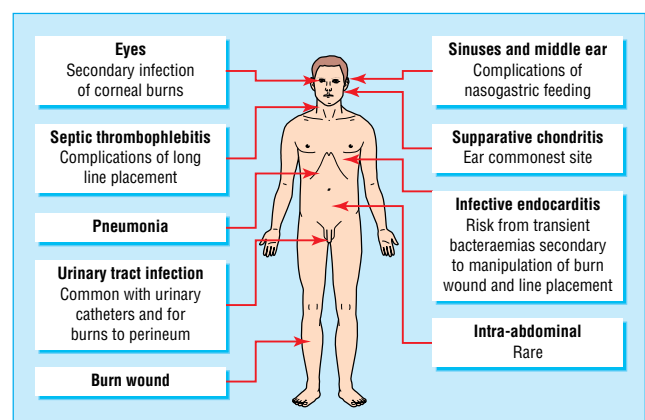 Eyes
Secondary infection
of corneal burns
Septic thrombophlebitis
Complications of long
line placement
Pneumonia
Urinary tract infection
Common with urinary
catheters and for
burns to perineum
Burn wound
Sinuses and middle ear
Complications of
nasogastric feeding
Supparative chondritis
Ear commonest site
Infective endocarditis
Risk from transient
bacteraemias secondary
to manipulation of burn
wound and line placement
Intra-abdominal
Rare